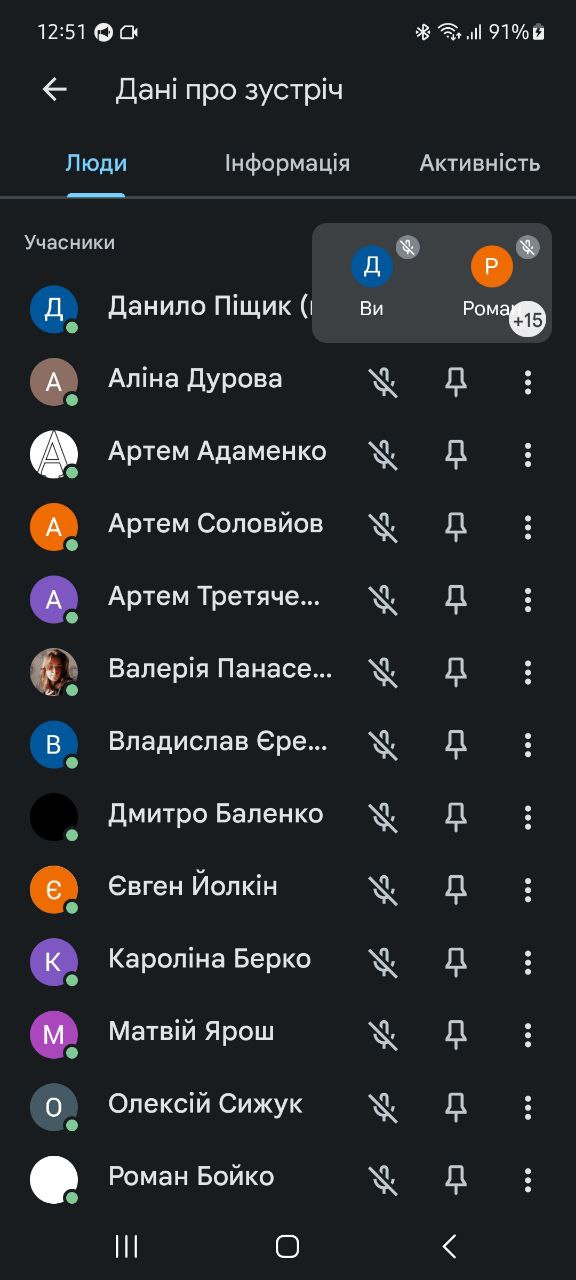 12:51 91%
Дані про зустріч
Люди Інформація Активність
Учасники
Д Р
Ви Роман +15
Д Данило Піщик (
А Аліна Дурова
A Артем Адаменко
А Артем Соловйов
А Артем Третяче...
Валерія Панасе...
В Владислав Єре...
Дмитро Баленко
Є Євген Йолкін
К Кароліна Берко
М Матвій Ярош
О Олексій Сижук
Роман Бойко